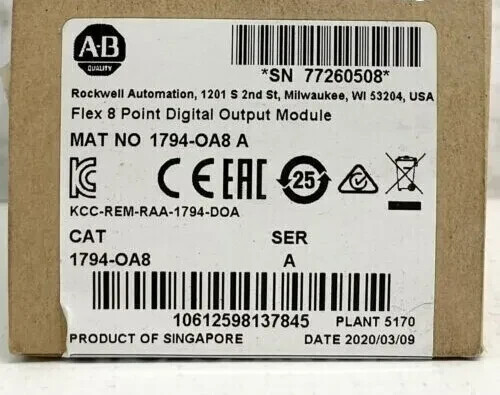 A-B
QUALITY
*SN 77260508*
Rockwell Automation, 1201 S 2nd St, Milwaukee, WI 53204, USA
Flex 8 Point Digital Output Module
MAT NO 1794-OA8 A
KC CE EAC 25
KCC-REM-RAA-1794-DOA
CAT SER
1794-OA8 A
10612598137845 PLANT 5170
PRODUCT OF SINGAPORE DATE 2020/03/09